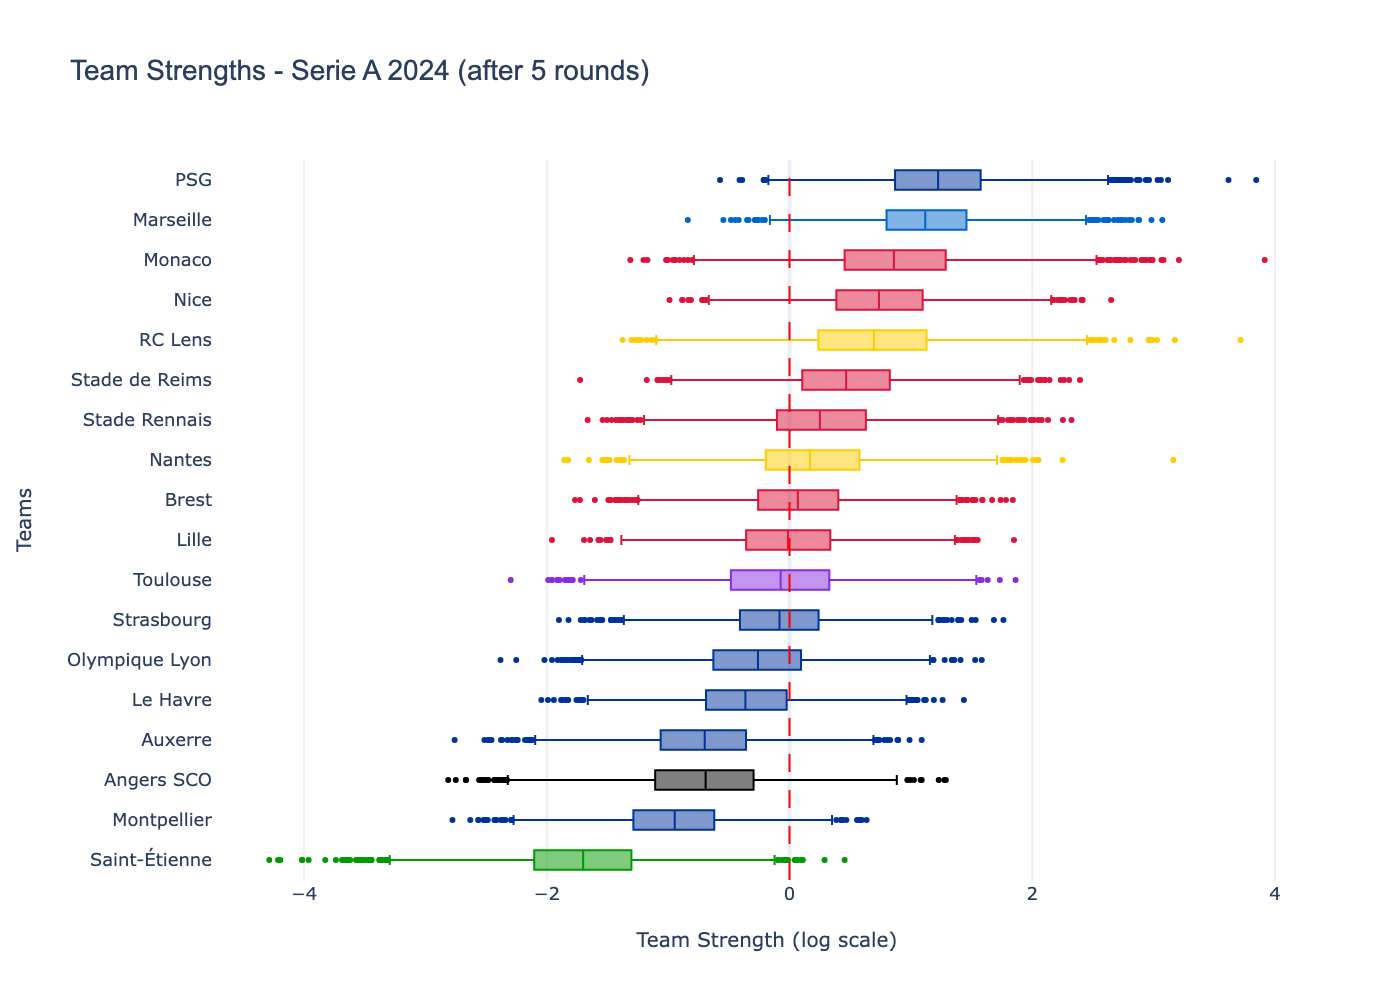 Team Strengths - Serie A 2024 (after 5 rounds)
PSG
Marseille
Monaco
Nice
RC Lens
Stade de Reims
Stade Rennais
Nantes
Brest
Lille
Toulouse
Strasbourg
Olympique Lyon
Le Havre
Auxerre
Angers SCO
Montpellier
Saint-Étienne
Teams
−4
−2
0
2
4
Team Strength (log scale)